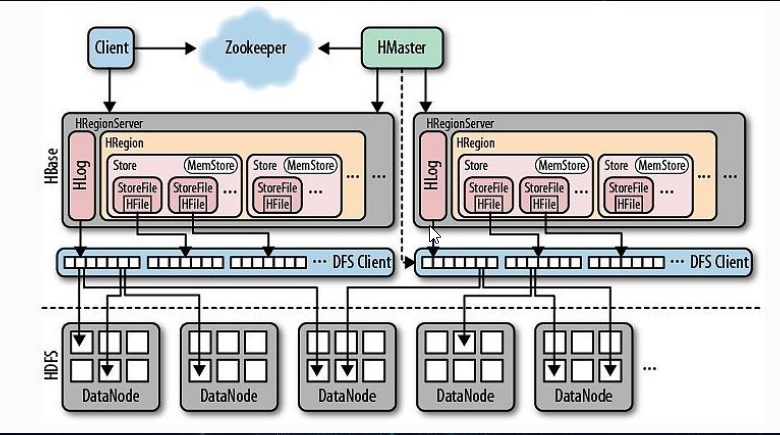 Client
Zookeeper
HMaster
HBase
HRegionServer
HLog
HRegion
Store
MemStore
StoreFile
HFile
StoreFile
HFile
...
Store
MemStore
StoreFile
HFile
...
...
...
HRegionServer
HLog
HRegion
Store
MemStore
StoreFile
HFile
StoreFile
HFile
...
Store
MemStore
StoreFile
HFile
...
...
...
... DFS Client
... DFS Client
HDFS
DataNode
DataNode
DataNode
DataNode
DataNode
...